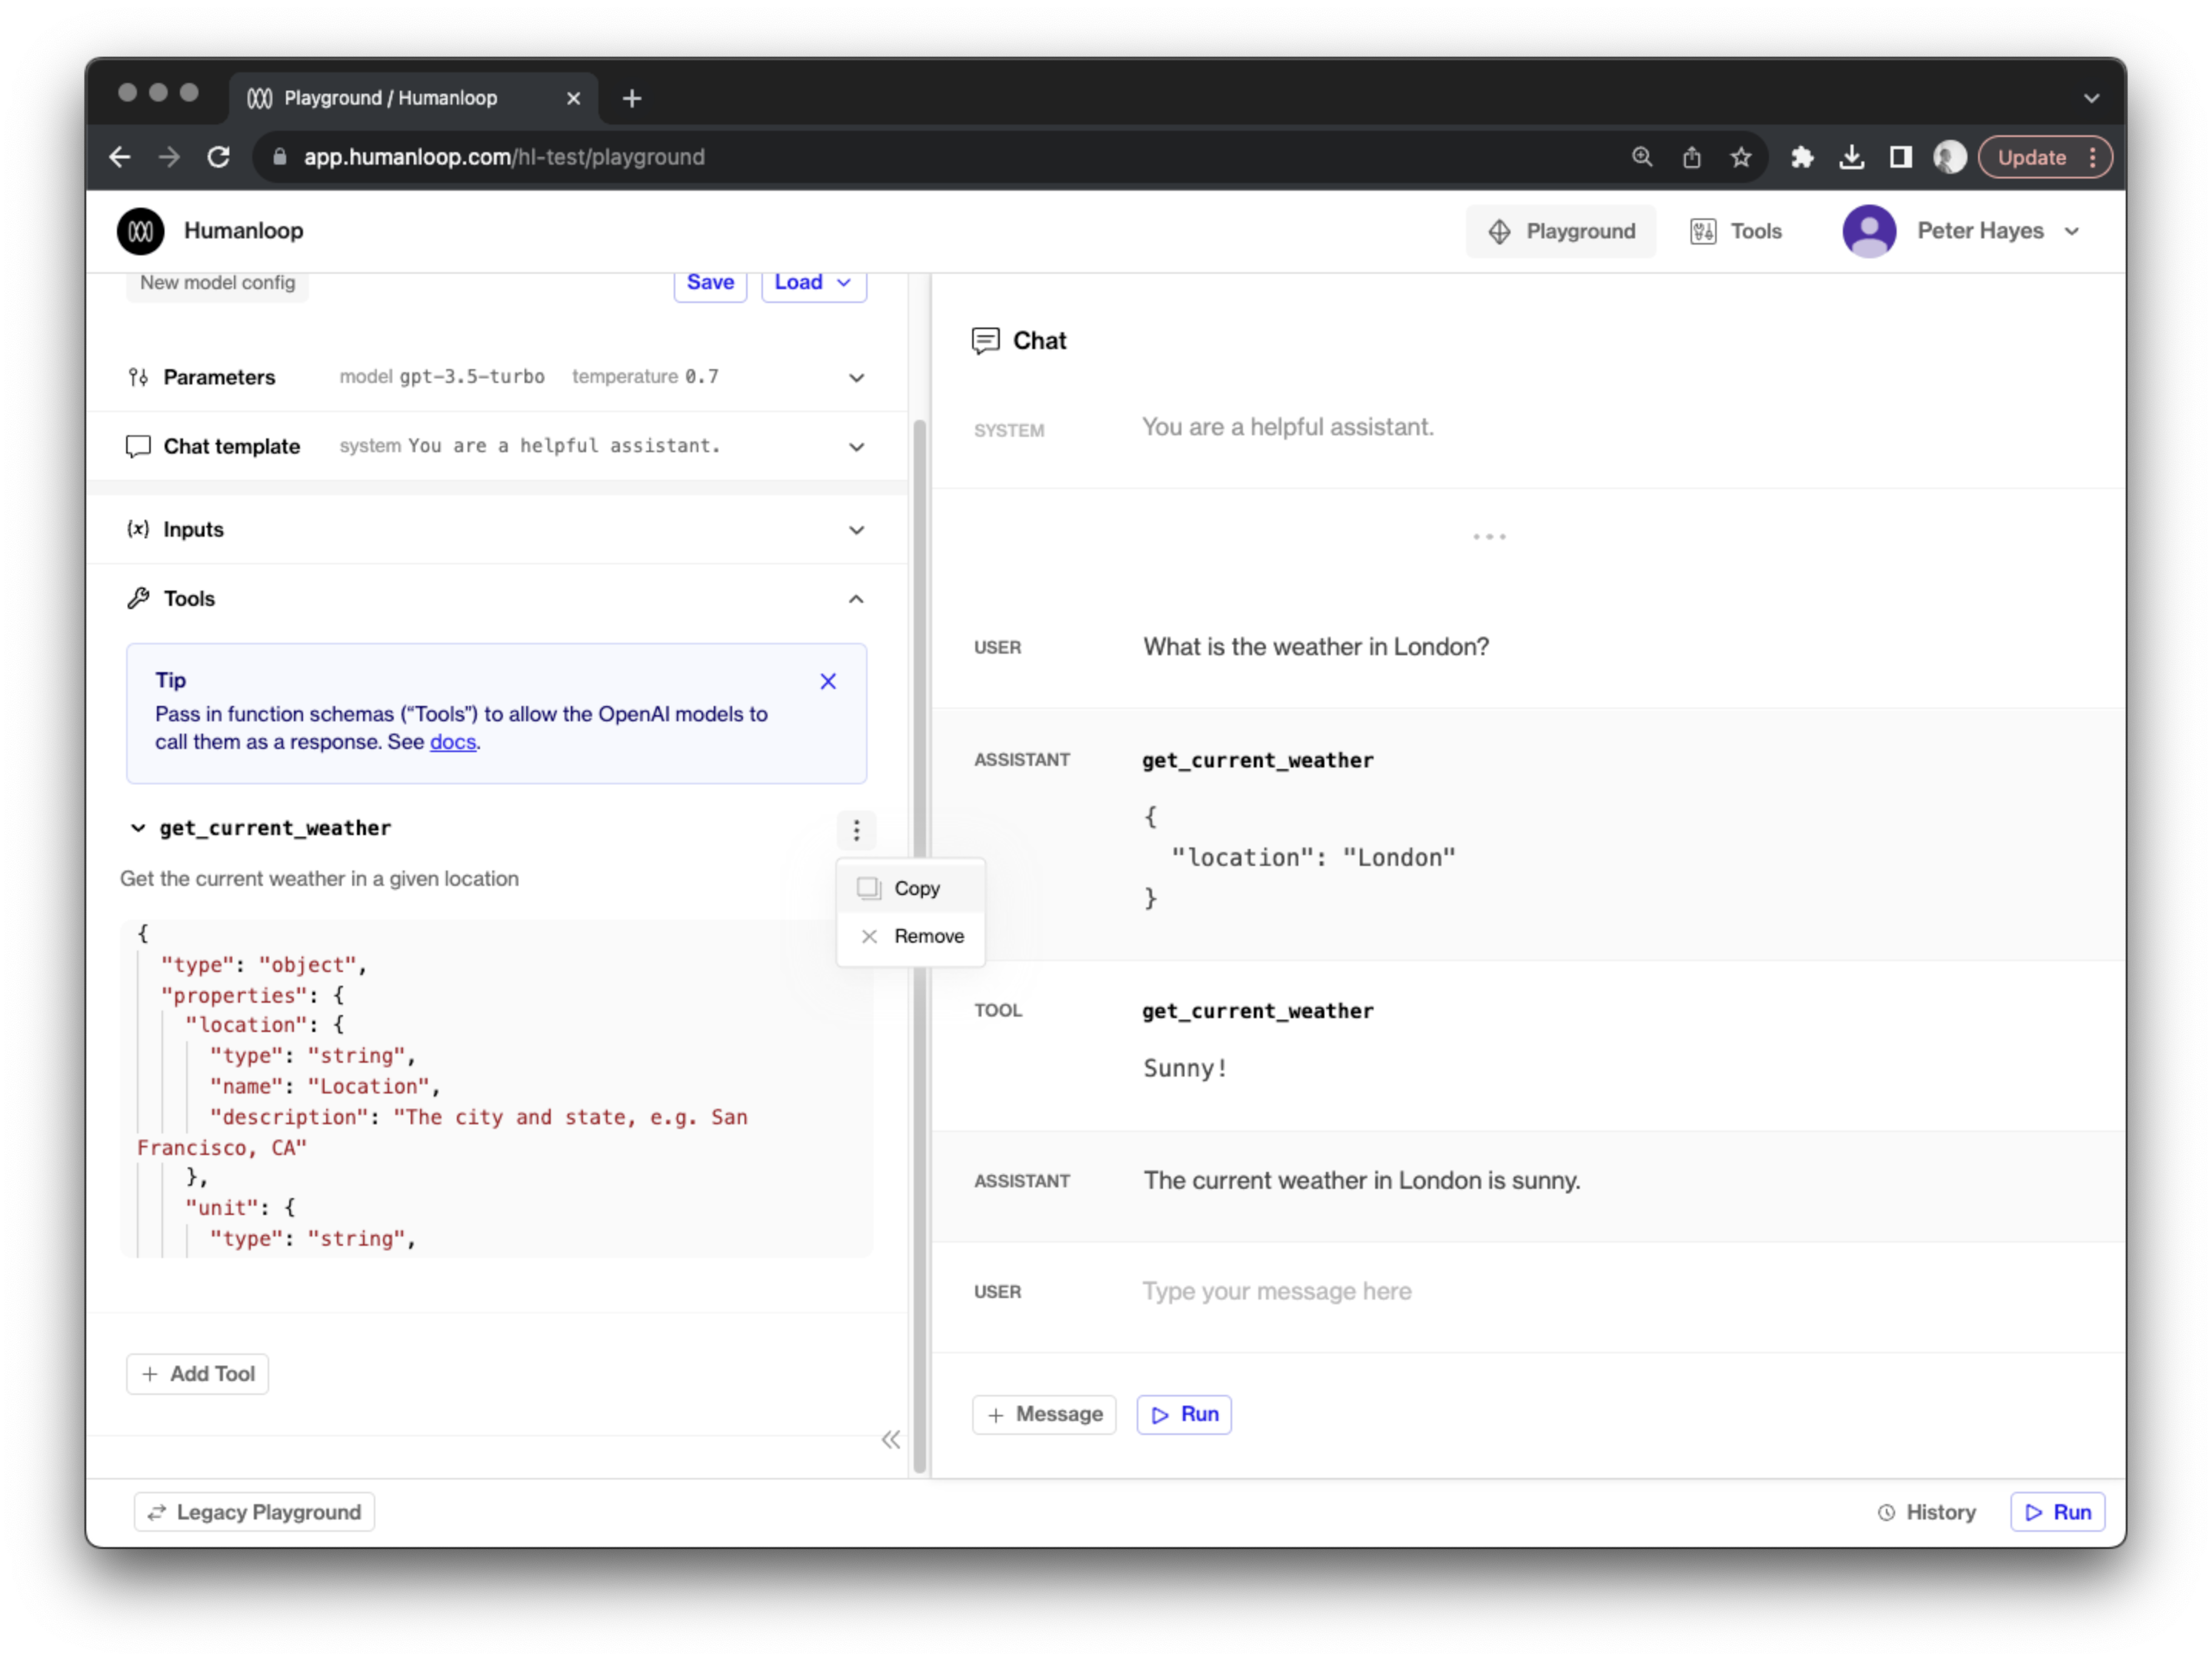 Playground / Humanloop
app.humanloop.com/hl-test/playground
Update
Humanloop
Playground
Tools
Peter Hayes
New model config
Save
Load
Parameters model gpt-3.5-turbo temperature 0.7
Chat template system You are a helpful assistant.
(x) Inputs
Tools
Tip
Pass in function schemas (“Tools”) to allow the OpenAI models to
call them as a response. See docs.
get_current_weather
Copy
Remove
Get the current weather in a given location
{
"type": "object",
"properties": {
"location": {
"type": "string",
"name": "Location",
"description": "The city and state, e.g. San
Francisco, CA"
},
"unit": {
"type": "string",
+ Add Tool
Chat
SYSTEM You are a helpful assistant.
USER What is the weather in London?
ASSISTANT get_current_weather
{
"location": "London"
}
TOOL get_current_weather
Sunny!
ASSISTANT The current weather in London is sunny.
USER Type your message here
+ Message
Run
Legacy Playground
History
Run